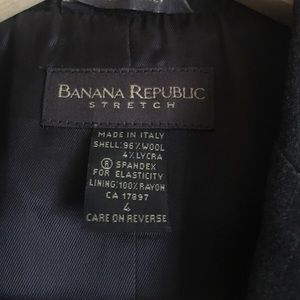 BANANA REPUBLIC
STRETCH
MADE IN ITALY
SHELL: 96% WOOL
4% LYCRA
® SPANDEX
FOR ELASTICITY
LINING: 100% RAYON
CA 17897
4
CARE ON REVERSE